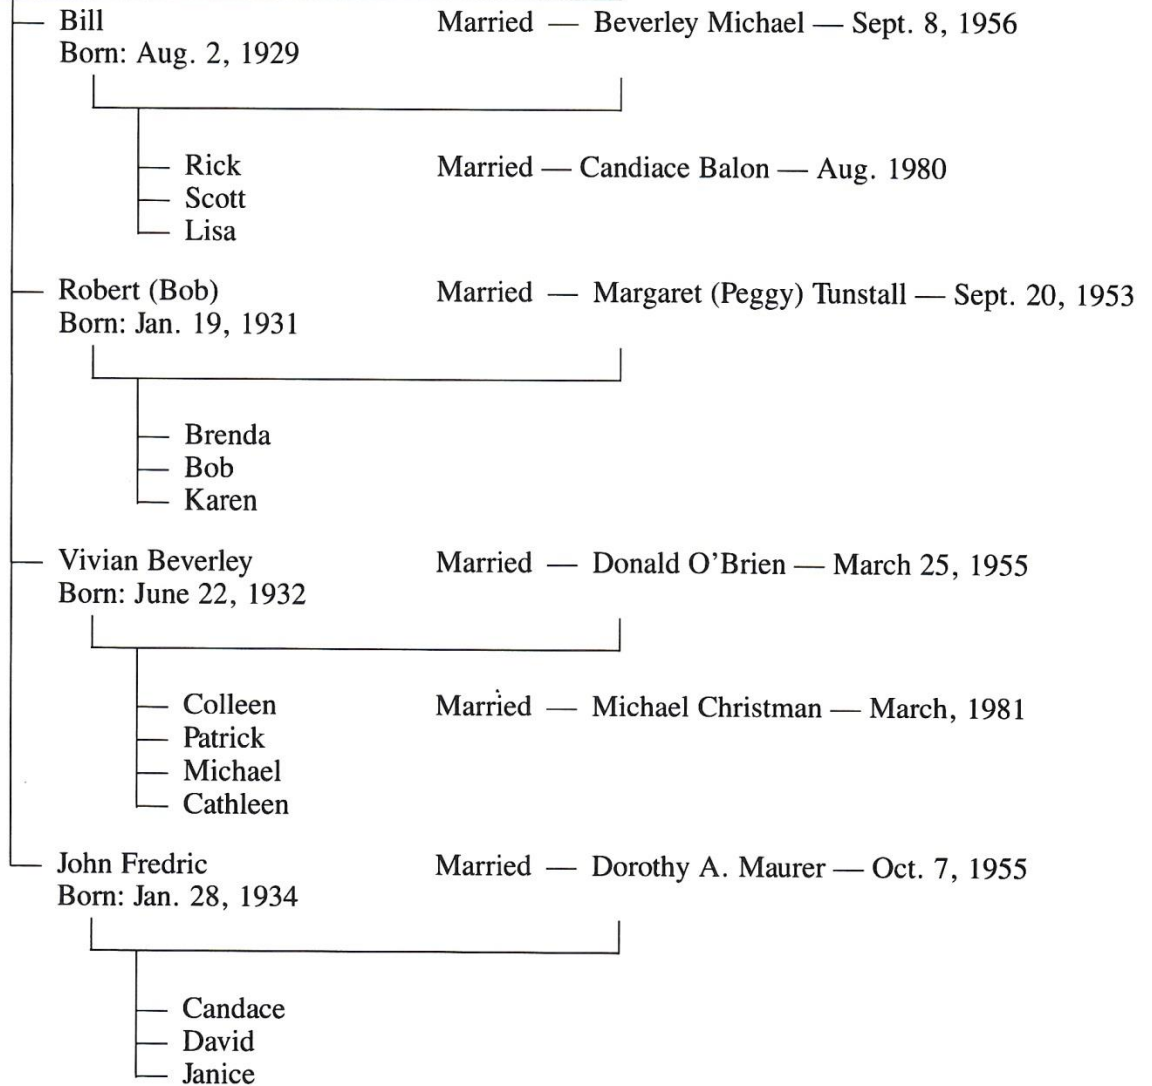 Bill Married — Beverley Michael — Sept. 8, 1956
Born: Aug. 2, 1929
Rick Married — Candiace Balon — Aug. 1980
Scott
Lisa
Robert (Bob) Married — Margaret (Peggy) Tunstall — Sept. 20, 1953
Born: Jan. 19, 1931
Brenda
Bob
Karen
Vivian Beverley Married — Donald O'Brien — March 25, 1955
Born: June 22, 1932
Colleen Married — Michael Christman — March, 1981
Patrick
Michael
Cathleen
John Fredric Married — Dorothy A. Maurer — Oct. 7, 1955
Born: Jan. 28, 1934
Candace
David
Janice